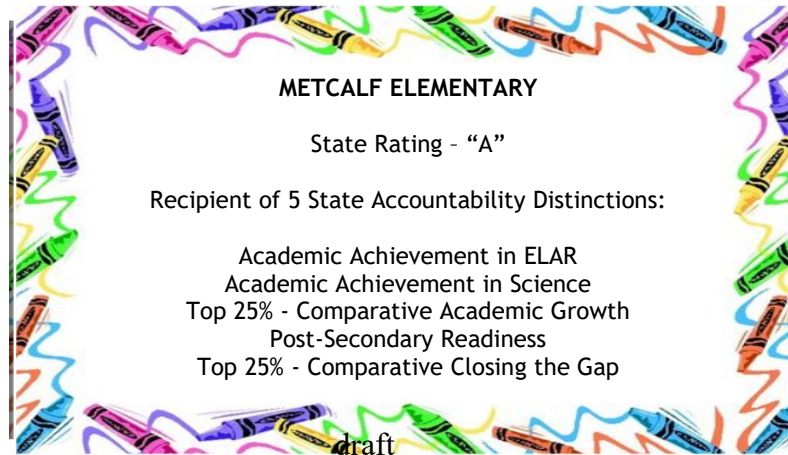 METCALF ELEMENTARY
State Rating – “A”
Recipient of 5 State Accountability Distinctions:
Academic Achievement in ELAR
Academic Achievement in Science
Top 25% - Comparative Academic Growth
Post-Secondary Readiness
Top 25% - Comparative Closing the Gap
draft